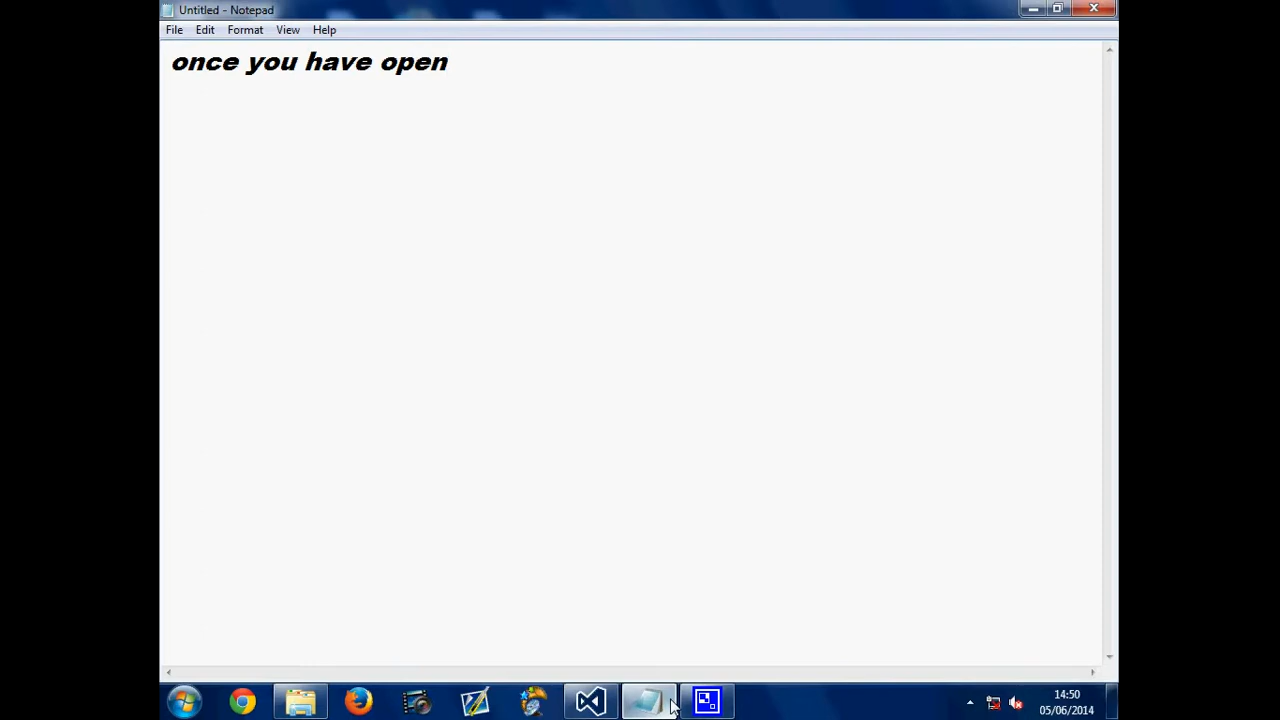 Untitled - Notepad
File Edit Format View Help
once you have open
14:50
05/06/2014